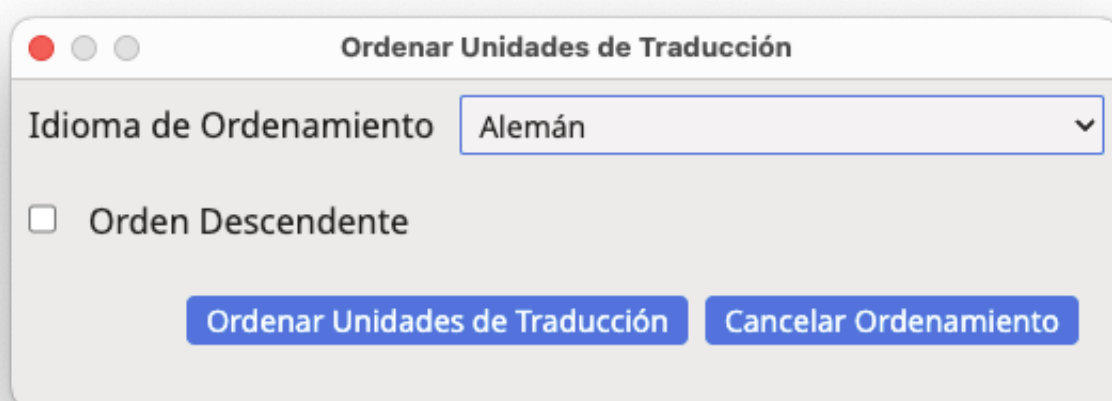 Ordenar Unidades de Traducción
Idioma de Ordenamiento Alemán
Orden Descendente
Ordenar Unidades de Traducción Cancelar Ordenamiento